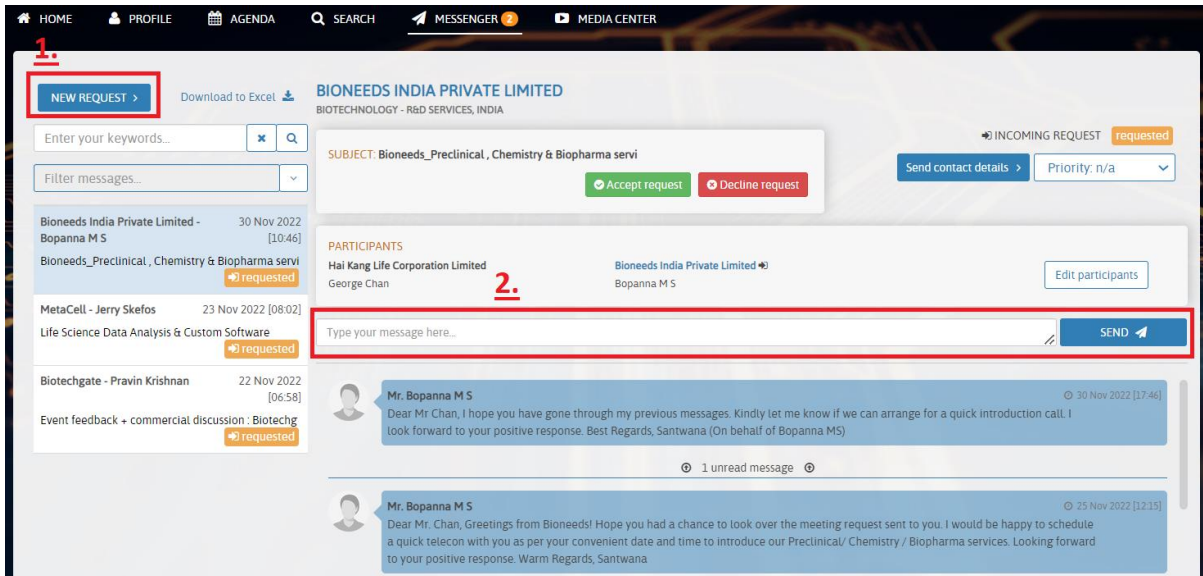 HOME PROFILE AGENDA SEARCH MESSENGER 2 MEDIA CENTER
1.
NEW REQUEST > Download to Excel
Enter your keywords...
Filter messages...
Bioneeds India Private Limited - 30 Nov 2022
Bopanna M S [10:46]
Bioneeds_Preclinical , Chemistry & Biopharma servi
requested
MetaCell - Jerry Skefos 23 Nov 2022 [08:02]
Life Science Data Analysis & Custom Software
requested
Biotechgate - Pravin Krishnan 22 Nov 2022
[06:58]
Event feedback + commercial discussion : Biotechg
requested
BIONEEDS INDIA PRIVATE LIMITED
BIOTECHNOLOGY - R&D SERVICES, INDIA
SUBJECT: Bioneeds_Preclinical , Chemistry & Biopharma servi
Accept request Decline request
INCOMING REQUEST requested
Send contact details > Priority: n/a
PARTICIPANTS
Hai Kang Life Corporation Limited Bioneeds India Private Limited
George Chan Bopanna M S
Edit participants
2.
Type your message here... SEND
Mr. Bopanna M S 30 Nov 2022 [17:46]
Dear Mr Chan, I hope you have gone through my previous messages. Kindly let me know if we can arrange for a quick introduction call. I
look forward to your positive response. Best Regards, Santwana (On behalf of Bopanna MS)
1 unread message
Mr. Bopanna M S 25 Nov 2022 [12:15]
Dear Mr. Chan, Greetings from Bioneeds! Hope you had a chance to look over the meeting request sent to you. I would be happy to schedule
a quick telecon with you as per your convenient date and time to introduce our Preclinical/ Chemistry / Biopharma services. Looking forward
to your positive response. Warm Regards, Santwana